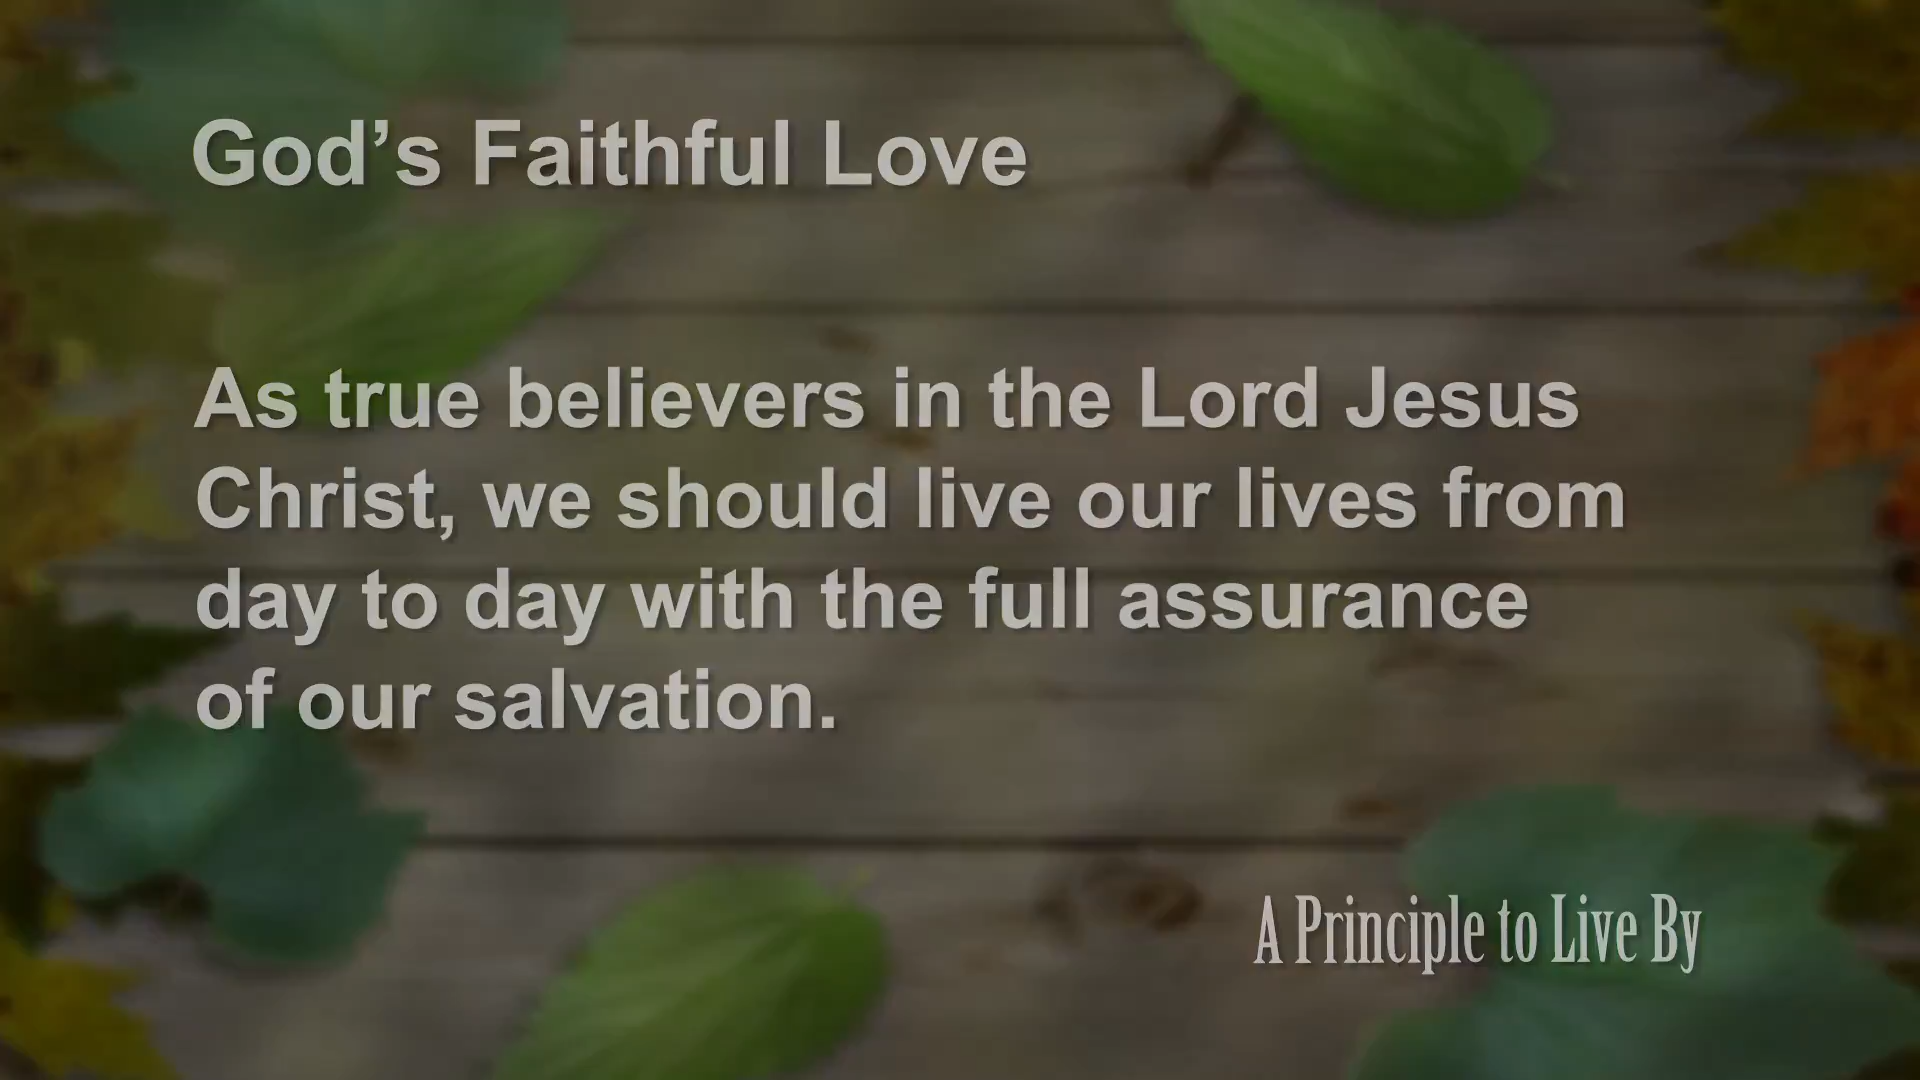 God’s Faithful Love
As true believers in the Lord Jesus
Christ, we should live our lives from
day to day with the full assurance
of our salvation.
A Principle to Live By